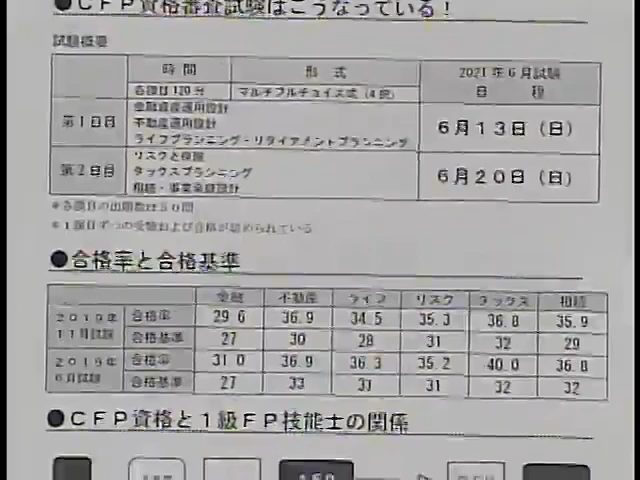 ●CFP資格審査試験はこうなっている！
試験概要
時間 形式 2021年6月試験
各課目120分 マルチプルチョイス式（4択） 日程
第1日目 金融資産運用設計 6月13日（日）
不動産運用設計
ライフプランニング・リタイアメントプランニング
第2日目 リスクと保険 6月20日（日）
タックスプランニング
相続・事業承継設計
＊各課目の出題数は50問
＊1課目ずつの受験および合格が認められている
●合格率と合格基準
金融 不動産 ライフ リスク タックス 相続
2019年 合格率 29.6 36.9 34.5 35.3 36.8 35.9
11月試験 合格基準 27 30 28 31 32 29
2019年 合格率 31.0 36.9 36.3 35.2 40.0 36.8
6月試験 合格基準 27 33 31 32 32
●CFP資格と1級FP技能士の関係